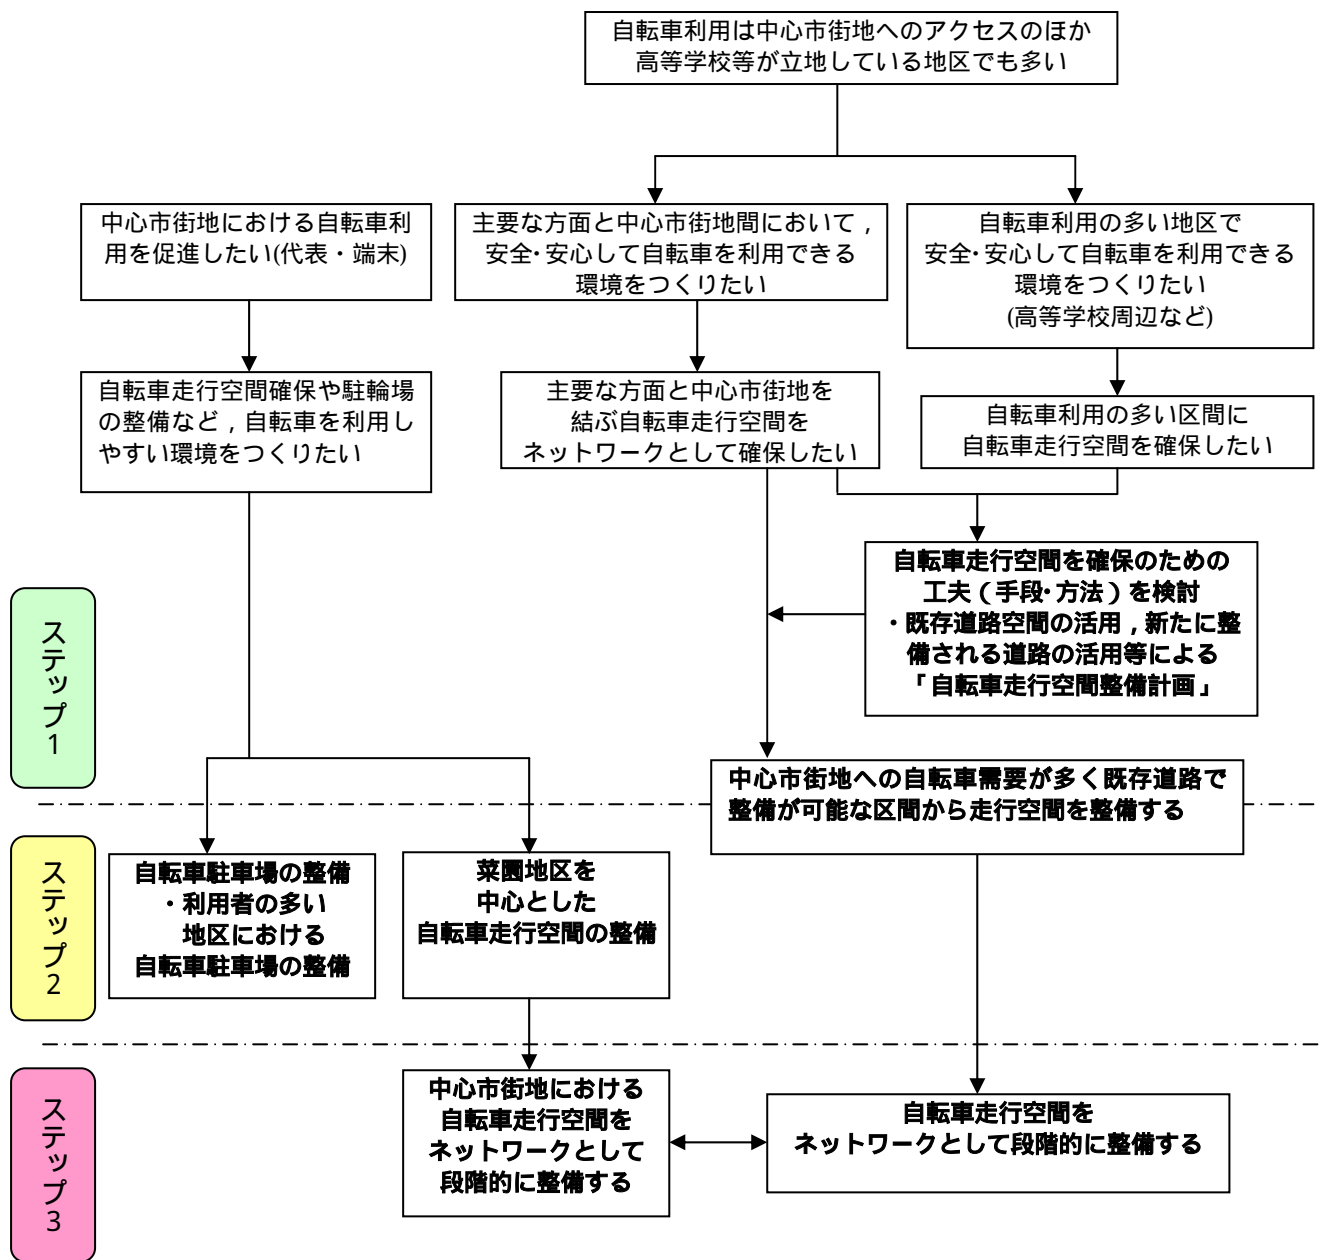 自転車利用は中心市街地へのアクセスのほか
高等学校等が立地している地区でも多い
中心市街地における自転車利
用を促進したい(代表・端末)
主要な方面と中心市街地間において，
安全・安心して自転車を利用できる
環境をつくりたい
自転車利用の多い地区で
安全・安心して自転車を利用できる
環境をつくりたい
(高等学校周辺など)
自転車走行空間確保や駐輪場
の整備など，自転車を利用し
やすい環境をつくりたい
主要な方面と中心市街地を
結ぶ自転車走行空間を
ネットワークとして確保したい
自転車利用の多い区間に
自転車走行空間を確保したい
自転車走行空間を確保のための
工夫（手段・方法）を検討
・既存道路空間の活用，新たに整
備される道路の活用等による
「自転車走行空間整備計画」
ステップ1
中心市街地への自転車需要が多く既存道路で
整備が可能な区間から走行空間を整備する
ステップ2
自転車駐車場の整備
・利用者の多い
地区における
自転車駐車場の整備
菜園地区を
中心とした
自転車走行空間の整備
ステップ3
中心市街地における
自転車走行空間を
ネットワークとして
段階的に整備する
自転車走行空間を
ネットワークとして段階的に整備する